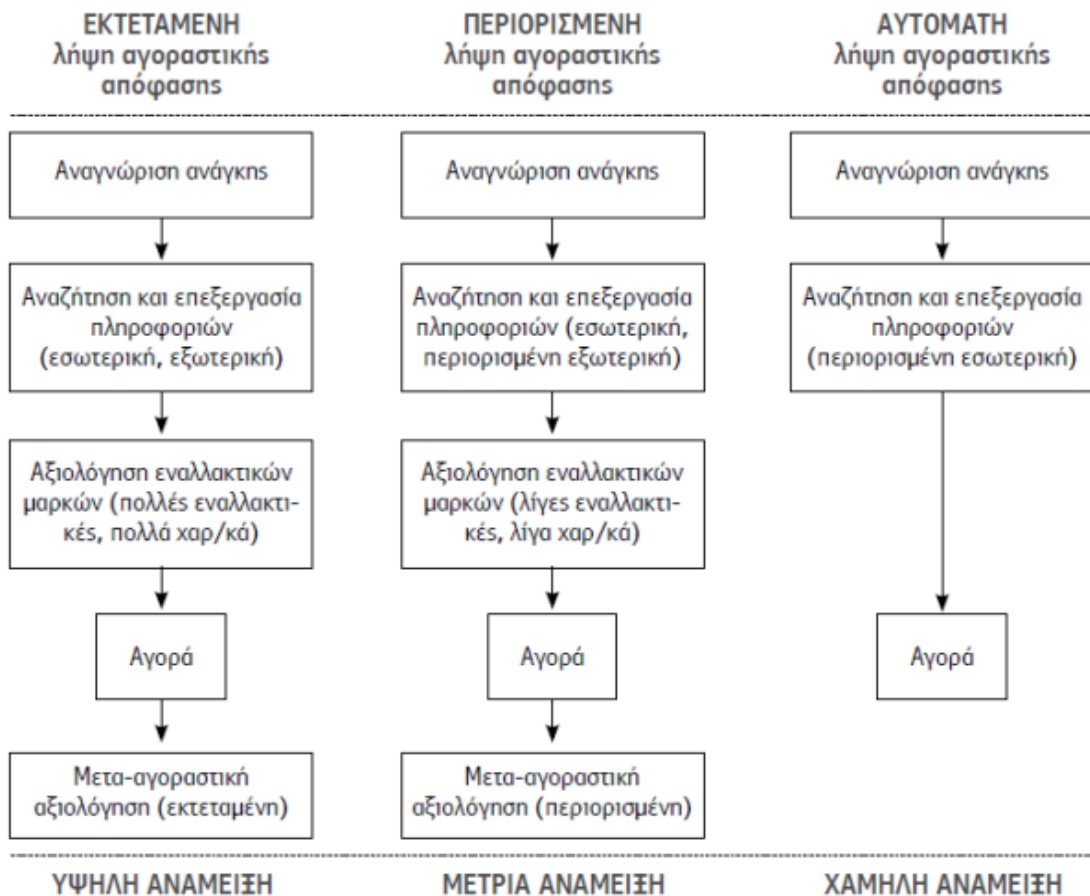 ΕΚΤΕΤΑΜΕΝΗ
λήψη αγοραστικής
απόφασης
ΠΕΡΙΟΡΙΣΜΕΝΗ
λήψη αγοραστικής
απόφασης
ΑΥΤΟΜΑΤΗ
λήψη αγοραστικής
απόφασης
Αναγνώριση ανάγκης
Αναγνώριση ανάγκης
Αναγνώριση ανάγκης
Αναζήτηση και επεξεργασία
πληροφοριών
(εσωτερική, εξωτερική)
Αναζήτηση και επεξεργασία
πληροφοριών (εσωτερική,
περιορισμένη εξωτερική)
Αναζήτηση και επεξεργασία
πληροφοριών
(περιορισμένη εσωτερική)
Αξιολόγηση εναλλακτικών
μαρκών (πολλές εναλλακτι-
κές, πολλά χαρ/κά)
Αξιολόγηση εναλλακτικών
μαρκών (λίγες εναλλακτι-
κές, λίγα χαρ/κά)
Αγορά
Αγορά
Αγορά
Μετα-αγοραστική
αξιολόγηση (εκτεταμένη)
Μετα-αγοραστική
αξιολόγηση (περιορισμένη)
ΥΨΗΛΗ ΑΝΑΜΕΙΞΗ
ΜΕΤΡΙΑ ΑΝΑΜΕΙΞΗ
ΧΑΜΗΛΗ ΑΝΑΜΕΙΞΗ